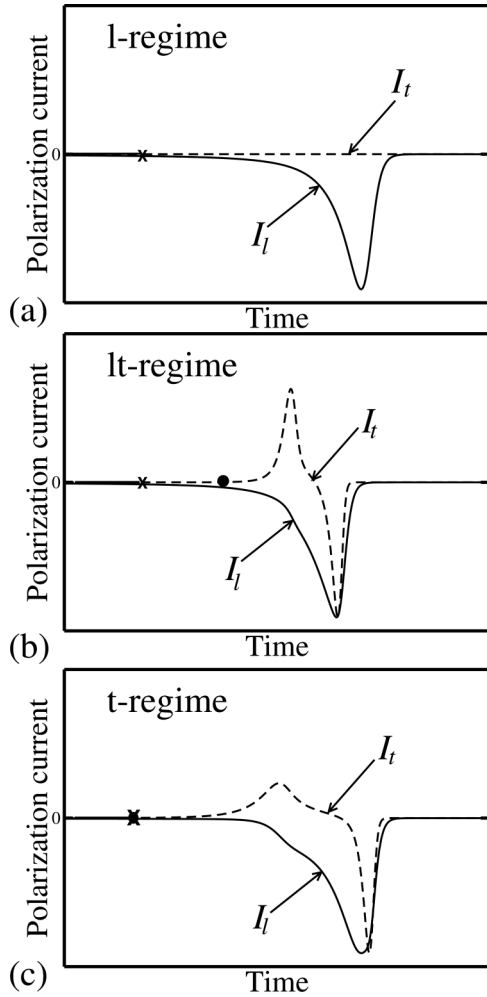 l-regime
Polarization current
0
x
I_t
I_l
(a)
Time
lt-regime
Polarization current
0
x
I_t
I_l
(b)
Time
t-regime
Polarization current
0
x
I_t
I_l
(c)
Time